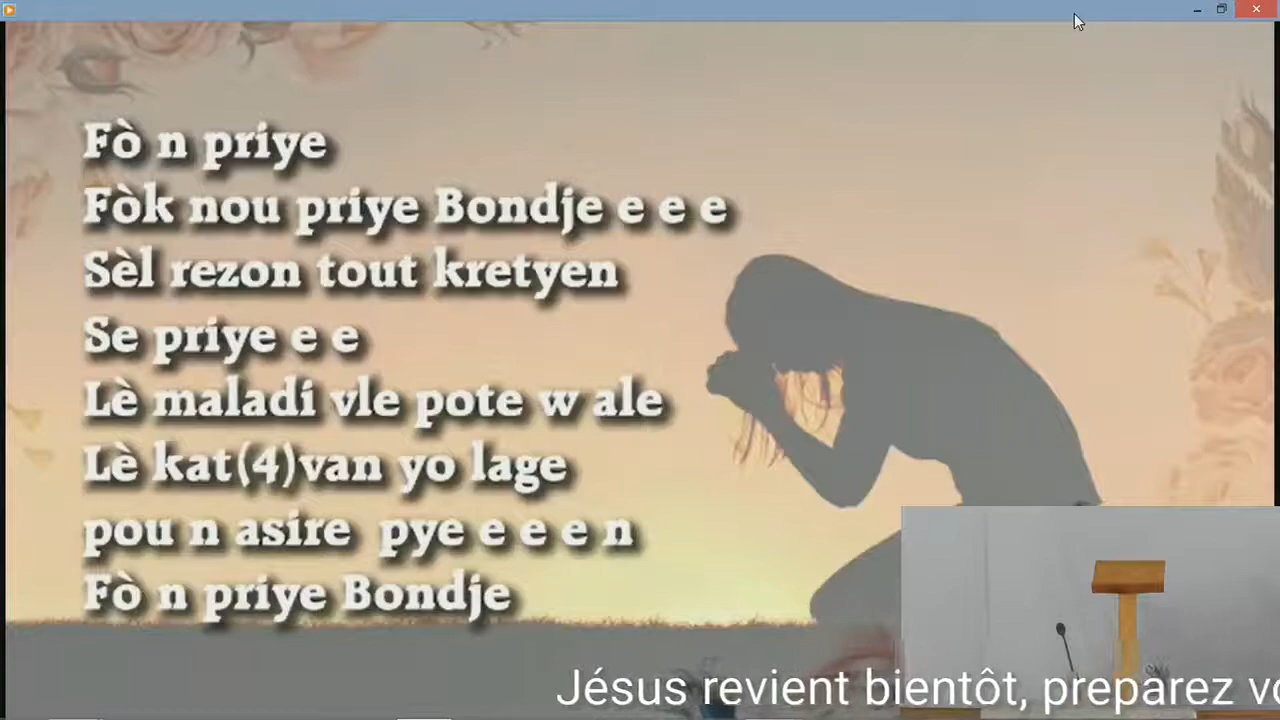 Fò n priye
Fòk nou priye Bondje e e e
Sèl rezon tout kretyen
Se priye e e
Lè maladi vle pote w ale
Lè kat(4)van yo lage
pou n asire pye e e e n
Fò n priye Bondje
Jésus revient bientôt, preparez